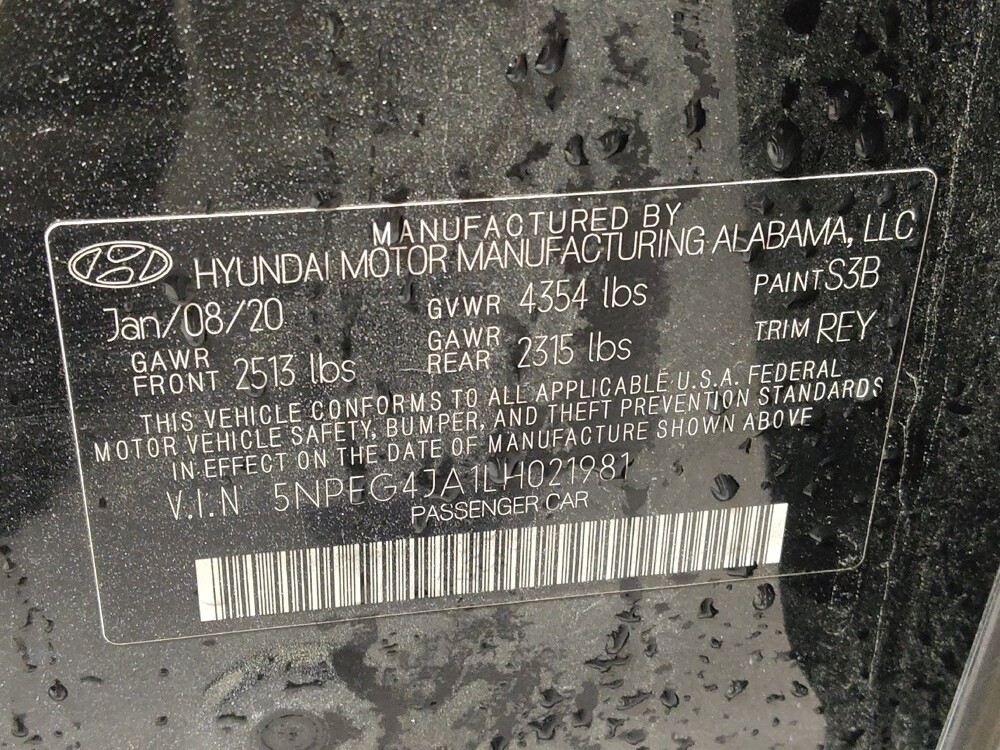 MANUFACTURED BY
HYUNDAI MOTOR MANUFACTURING ALABAMA, LLC
Jan/08/20 GVWR 4354 lbs PAINT S3B
GAWR FRONT 2513 lbs GAWR REAR 2315 lbs TRIM REY
THIS VEHICLE CONFORMS TO ALL APPLICABLE U.S.A. FEDERAL
MOTOR VEHICLE SAFETY, BUMPER, AND THEFT PREVENTION STANDARDS
IN EFFECT ON THE DATE OF MANUFACTURE SHOWN ABOVE
V.I.N 5NPEG4JA1LH021981
PASSENGER CAR